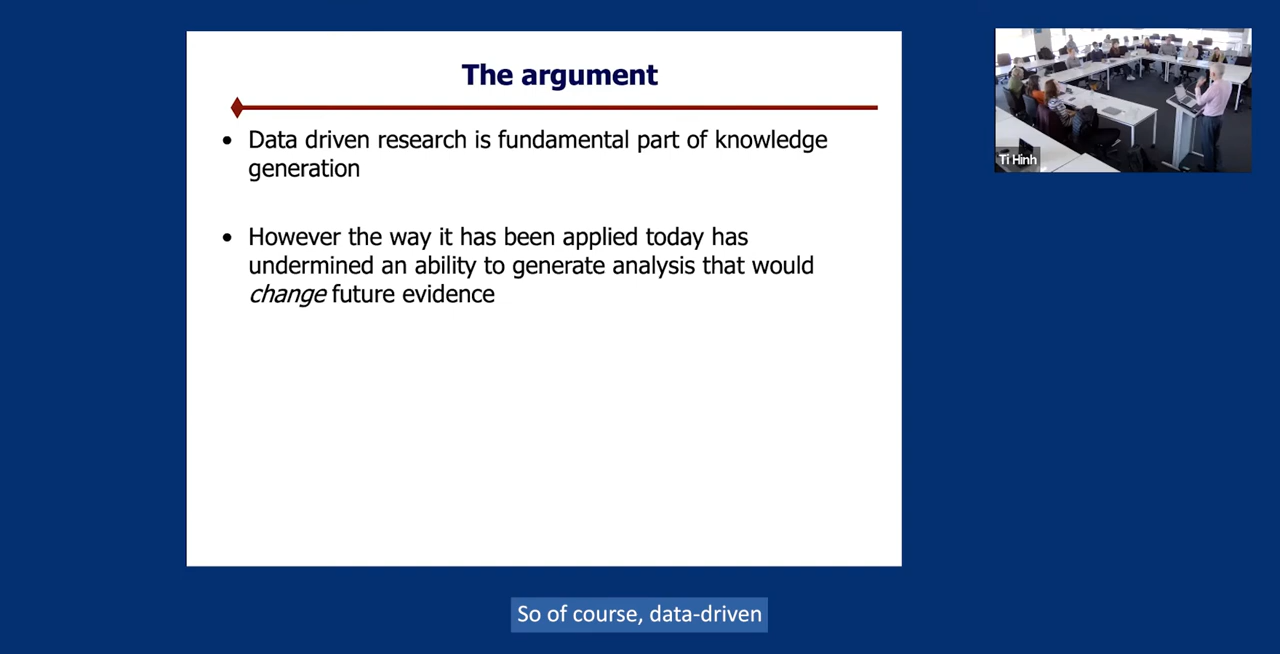 The argument
• Data driven research is fundamental part of knowledge
generation
• However the way it has been applied today has
undermined an ability to generate analysis that would
change future evidence
Ti Hinh
So of course, data-driven